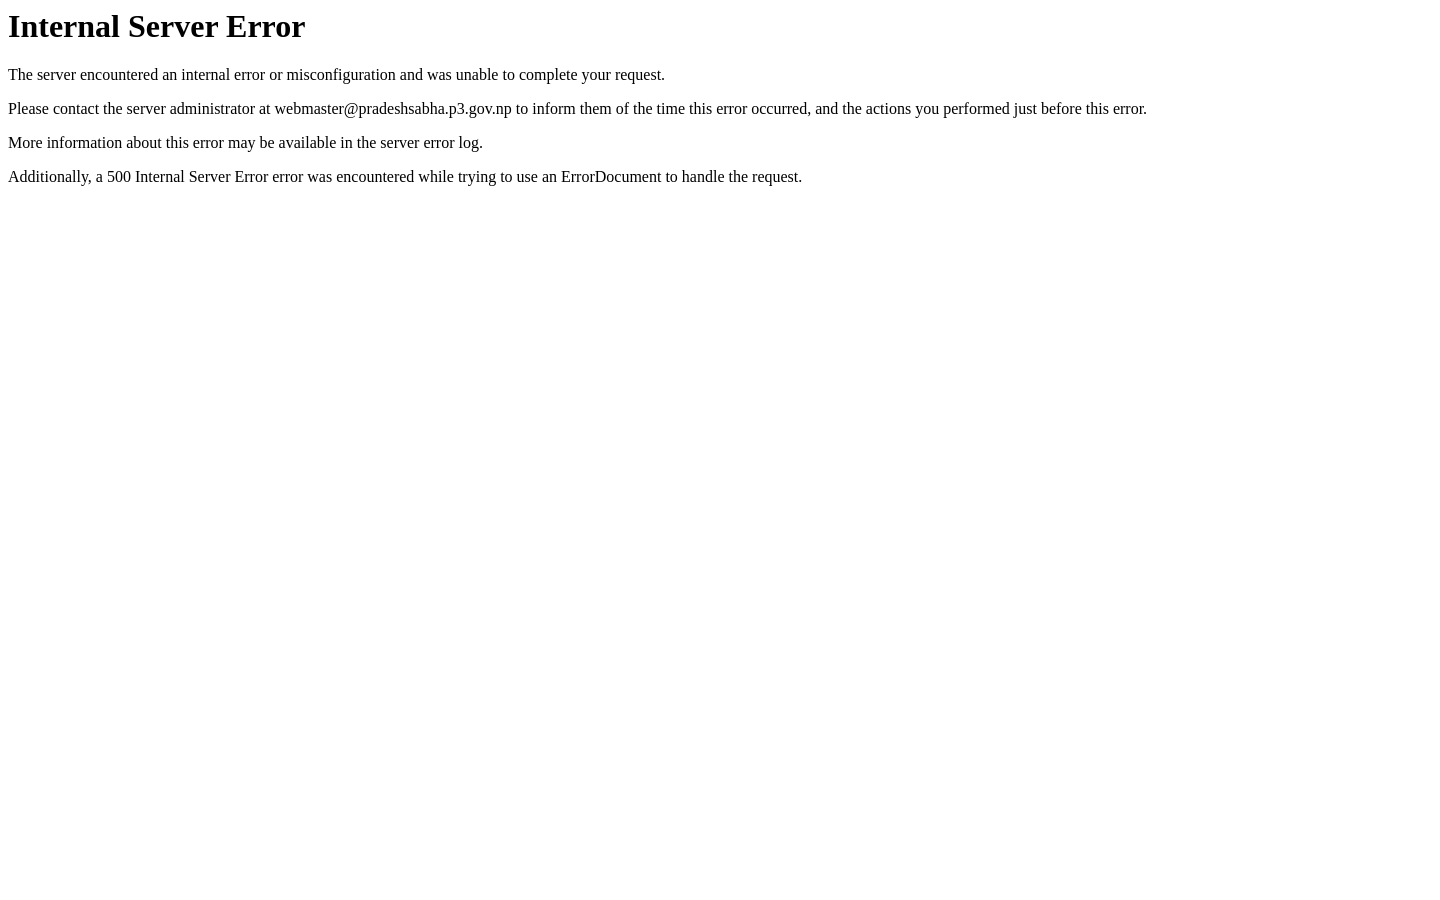 Internal Server Error
The server encountered an internal error or misconfiguration and was unable to complete your request.
Please contact the server administrator at webmaster@pradeshsabha.p3.gov.np to inform them of the time this error occurred, and the actions you performed just before this error.
More information about this error may be available in the server error log.
Additionally, a 500 Internal Server Error error was encountered while trying to use an ErrorDocument to handle the request.